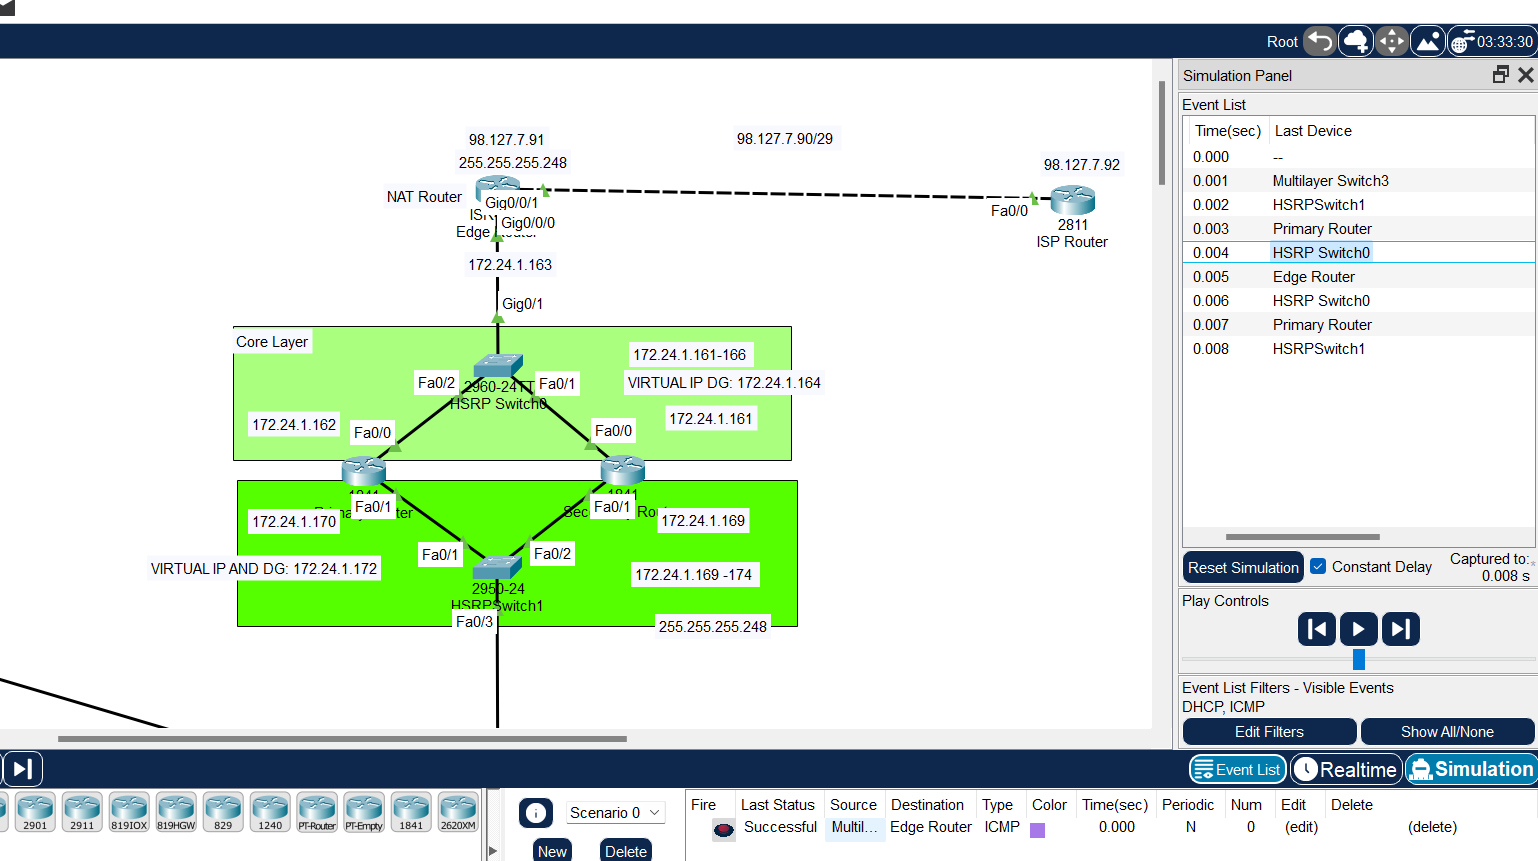 Root
03:33:30
Simulation Panel
Event List
Time(sec) Last Device
0.000 --
0.001 Multilayer Switch3
0.002 HSRPSwitch1
0.003 Primary Router
0.004 HSRP Switch0
0.005 Edge Router
0.006 HSRP Switch0
0.007 Primary Router
0.008 HSRPSwitch1
Reset Simulation
Constant Delay
Captured to:
0.008 s
Play Controls
Event List Filters - Visible Events
DHCP, ICMP
Edit Filters
Show All/None
98.127.7.91
255.255.255.248
98.127.7.90/29
98.127.7.92
NAT Router
Gig0/0/1
Gig0/0/0
Edge
Fa0/0
2811
ISP Router
172.24.1.163
Gig0/1
Core Layer
172.24.1.161-166
VIRTUAL IP DG: 172.24.1.164
172.24.1.161
Fa0/2
Fa0/1
2960-24TT
HSRP Switch0
172.24.1.162
Fa0/0
Fa0/0
1841
1841
Fa0/1
Fa0/1
172.24.1.170
172.24.1.169
Fa0/1
Fa0/2
VIRTUAL IP AND DG: 172.24.1.172
172.24.1.169 -174
2950-24
HSRPSwitch1
Fa0/3
255.255.255.248
Event List
Realtime
Simulation
2901
2911
819IOX
819HGW
829
1240
PT-Router
PT-Empty
1841
2620XM
Scenario 0
New
Delete
Fire Last Status Source Destination Type Color Time(sec) Periodic Num Edit Delete
Successful Multil... Edge Router ICMP 0.000 N 0 (edit) (delete)